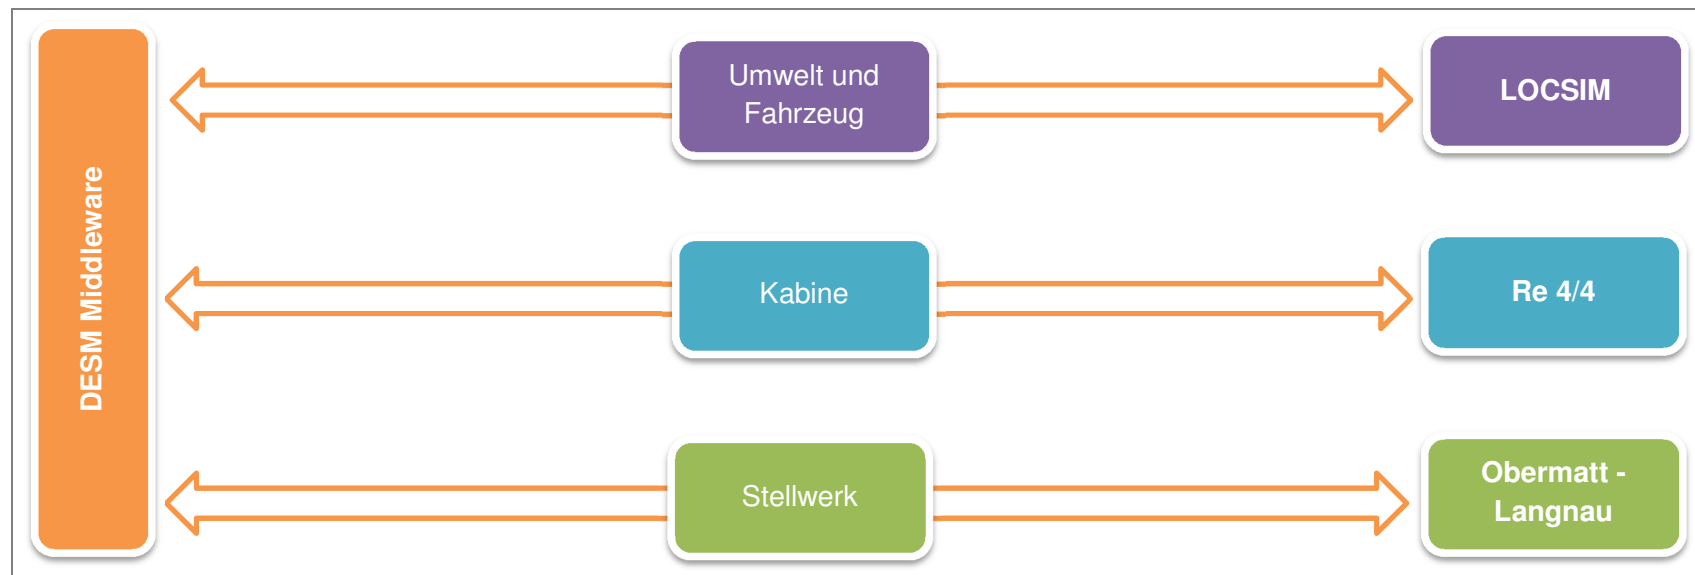 DESM Middleware
Umwelt und
Fahrzeug
LOCSIM
Kabine
Re 4/4
Stellwerk
Obermatt -
Langnau